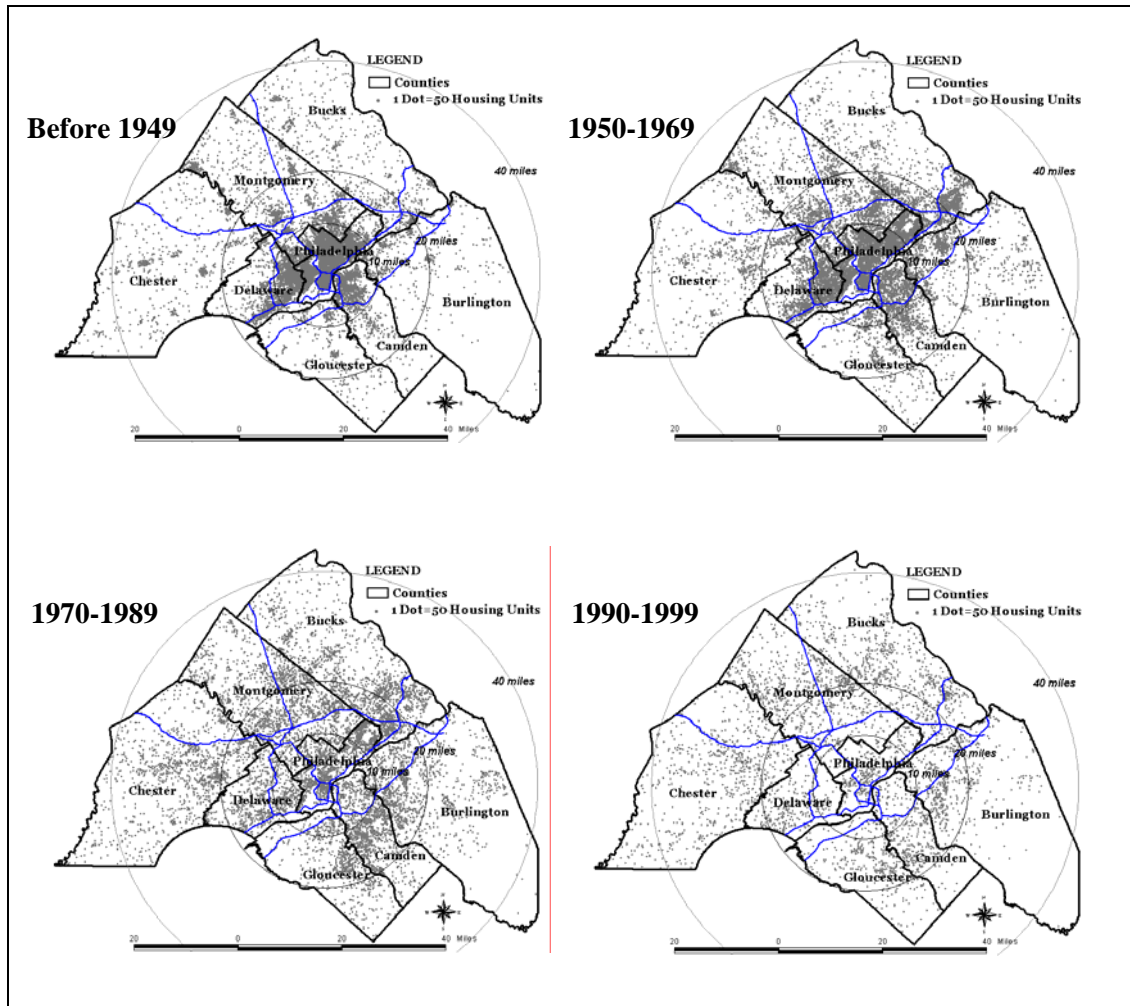 Before 1949
LEGEND
Counties
1 Dot=50 Housing Units
Bucks
40 miles
Montgomery
20 miles
Philadelphia
10 miles
Chester
Delaware
Burlington
Camden
Gloucester
N
W E
S
20 0 20 40 Miles
1950-1969
LEGEND
Counties
1 Dot=50 Housing Units
Bucks
40 miles
Montgomery
20 miles
Philadelphia
10 miles
Chester
Delaware
Burlington
Camden
Gloucester
N
W E
S
20 0 20 40 Miles
1970-1989
LEGEND
Counties
1 Dot=50 Housing Units
Bucks
40 miles
Montgomery
20 miles
Philadelphia
10 miles
Chester
Delaware
Burlington
Camden
Gloucester
N
W E
S
20 0 20 40 Miles
1990-1999
LEGEND
Counties
1 Dot=50 Housing Units
Bucks
40 miles
Montgomery
20 miles
Philadelphia
10 miles
Chester
Delaware
Burlington
Camden
Gloucester
N
W E
S
20 0 20 40 Miles